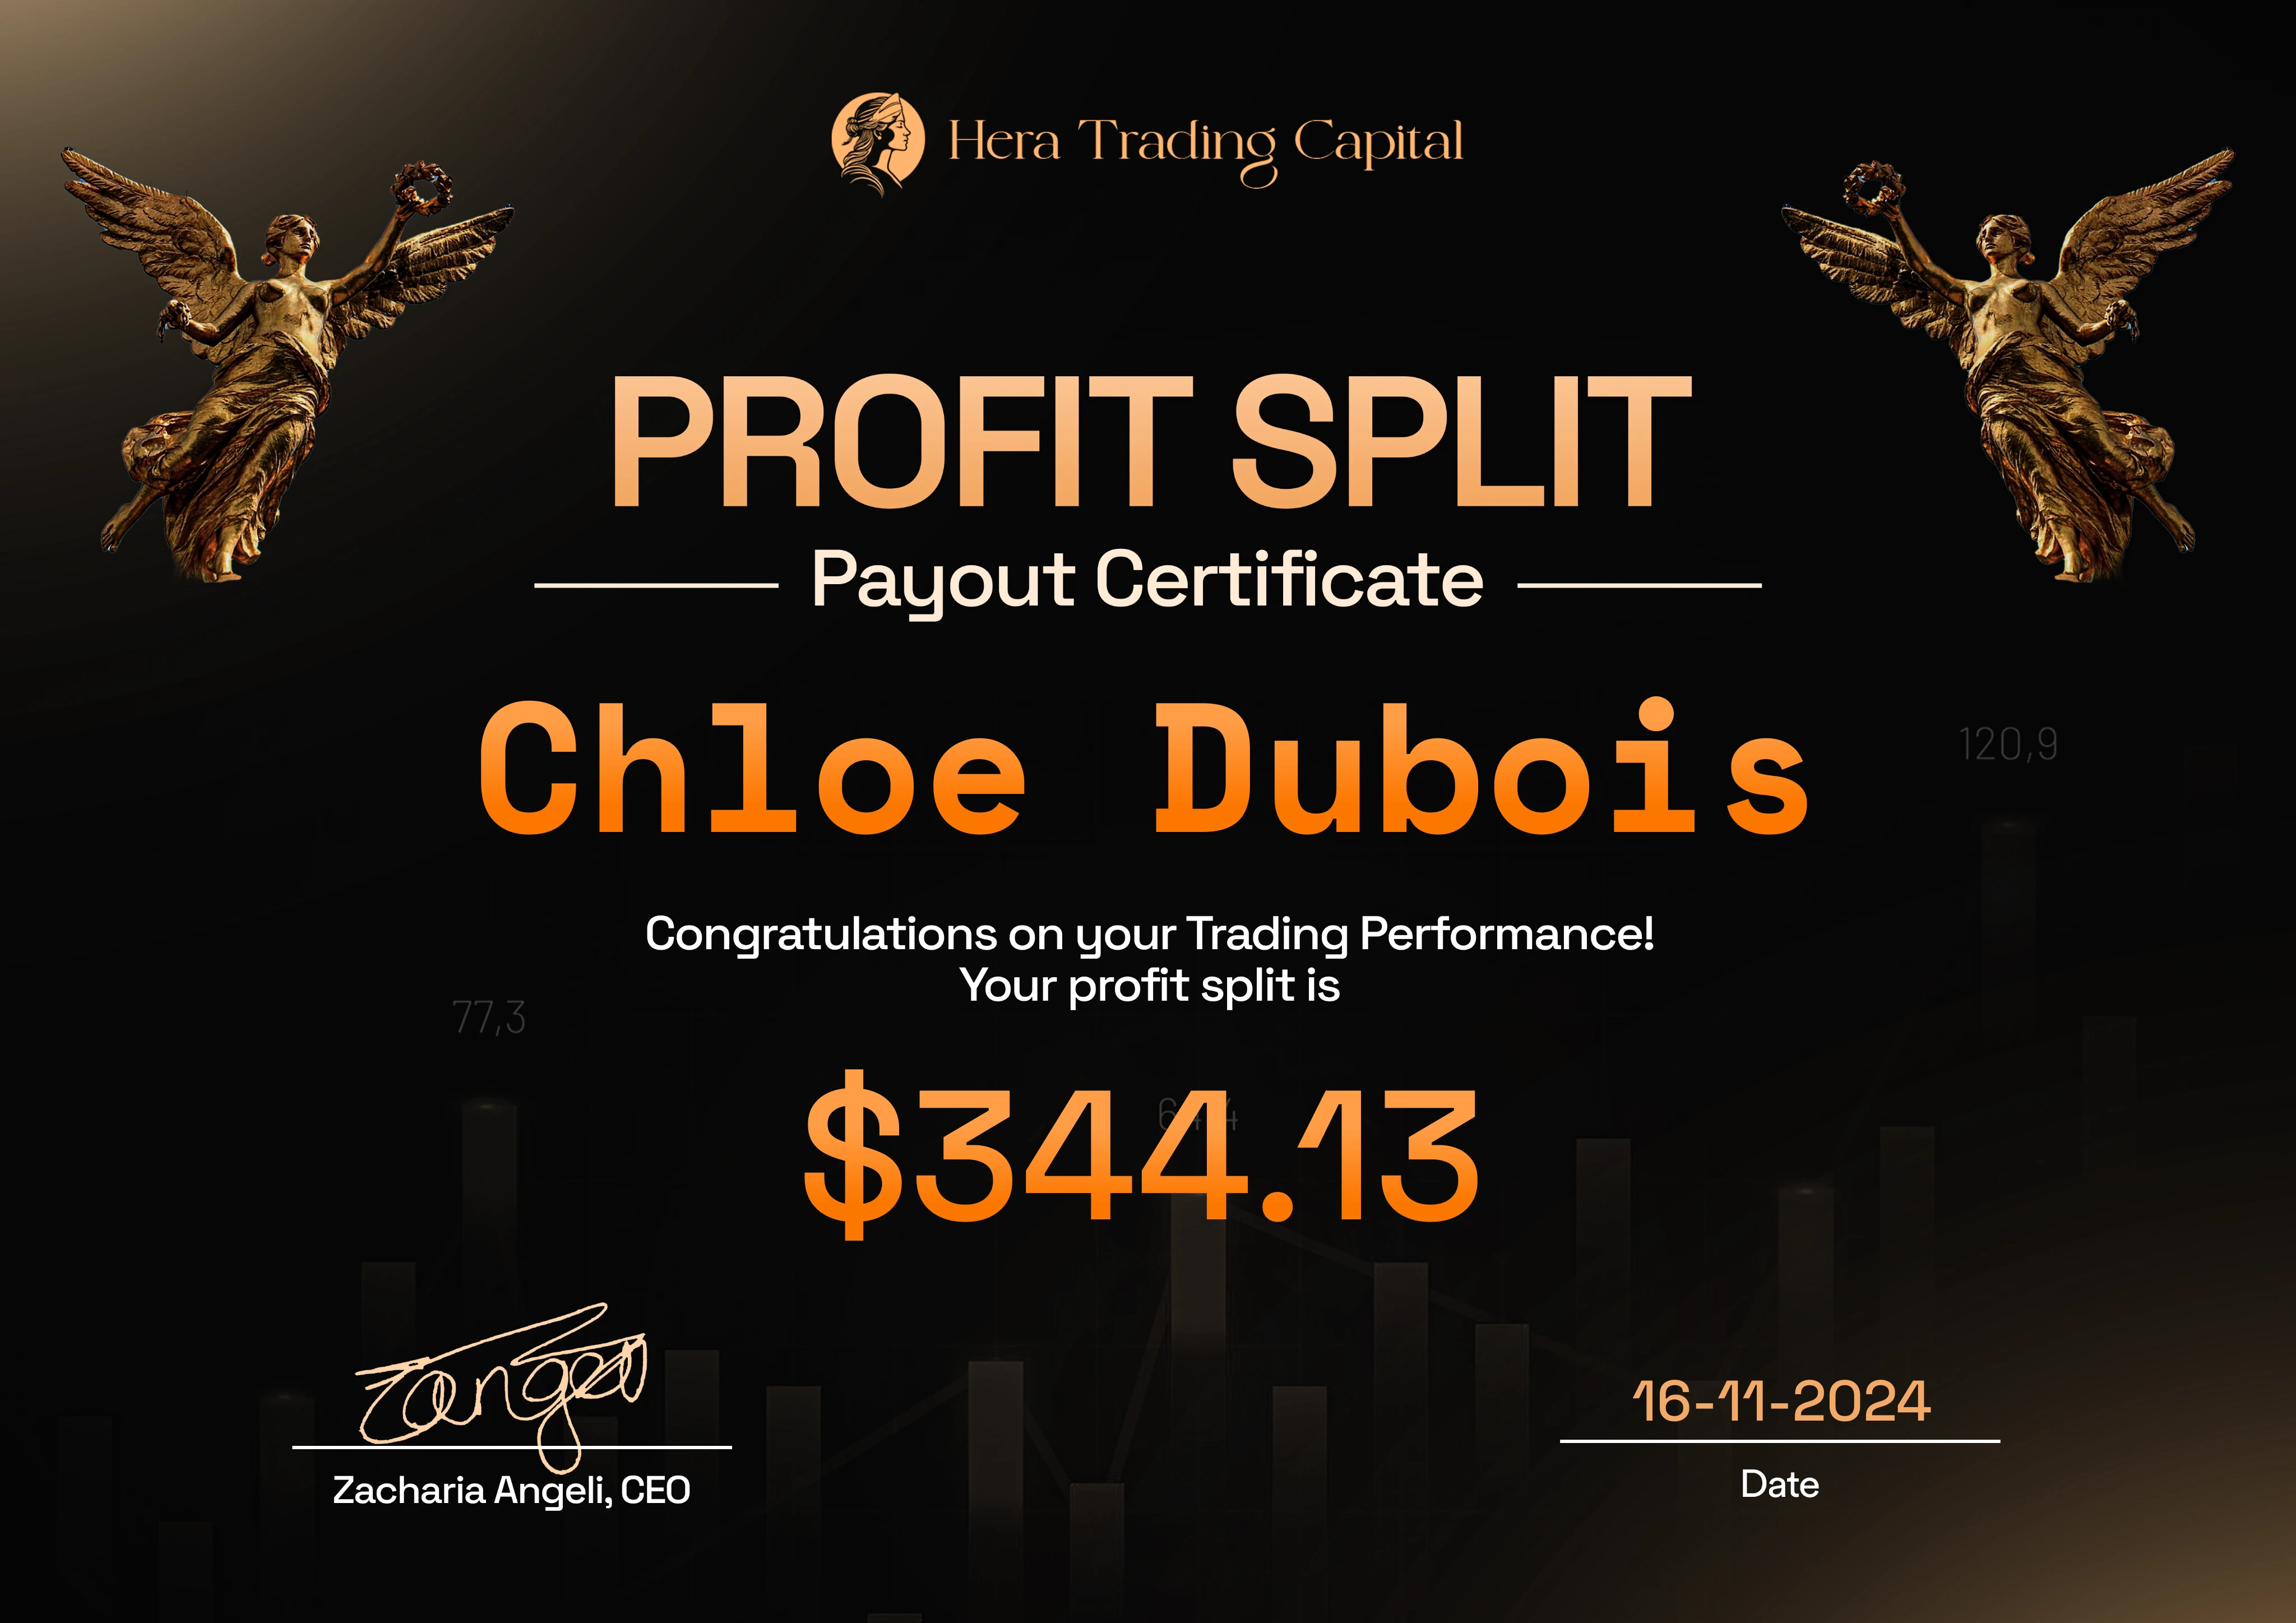 Hera Trading Capital
PROFIT SPLIT
Payout Certificate
Chloe Dubois
120,9
Congratulations on your Trading Performance!
Your profit split is
77,3
$344.13
16-11-2024
Zacharia Angeli, CEO
Date